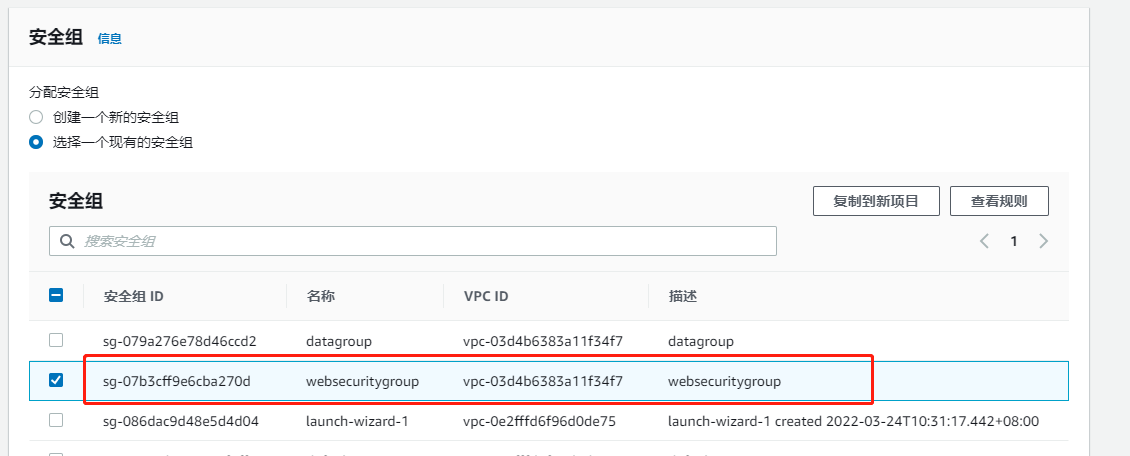 安全组 信息
分配安全组
创建一个新的安全组
选择一个现有的安全组
安全组 复制到新项目 查看规则
搜索安全组 1
安全组 ID 名称 VPC ID 描述
sg-079a276e78d46ccd2 datagroup vpc-03d4b6383a11f34f7 datagroup
sg-07b3cff9e6cba270d websecuritygroup vpc-03d4b6383a11f34f7 websecuritygroup
sg-086dac9d48e5d4d04 launch-wizard-1 vpc-0e2fffd6f96d0de75 launch-wizard-1 created 2022-03-24T10:31:17.442+08:00